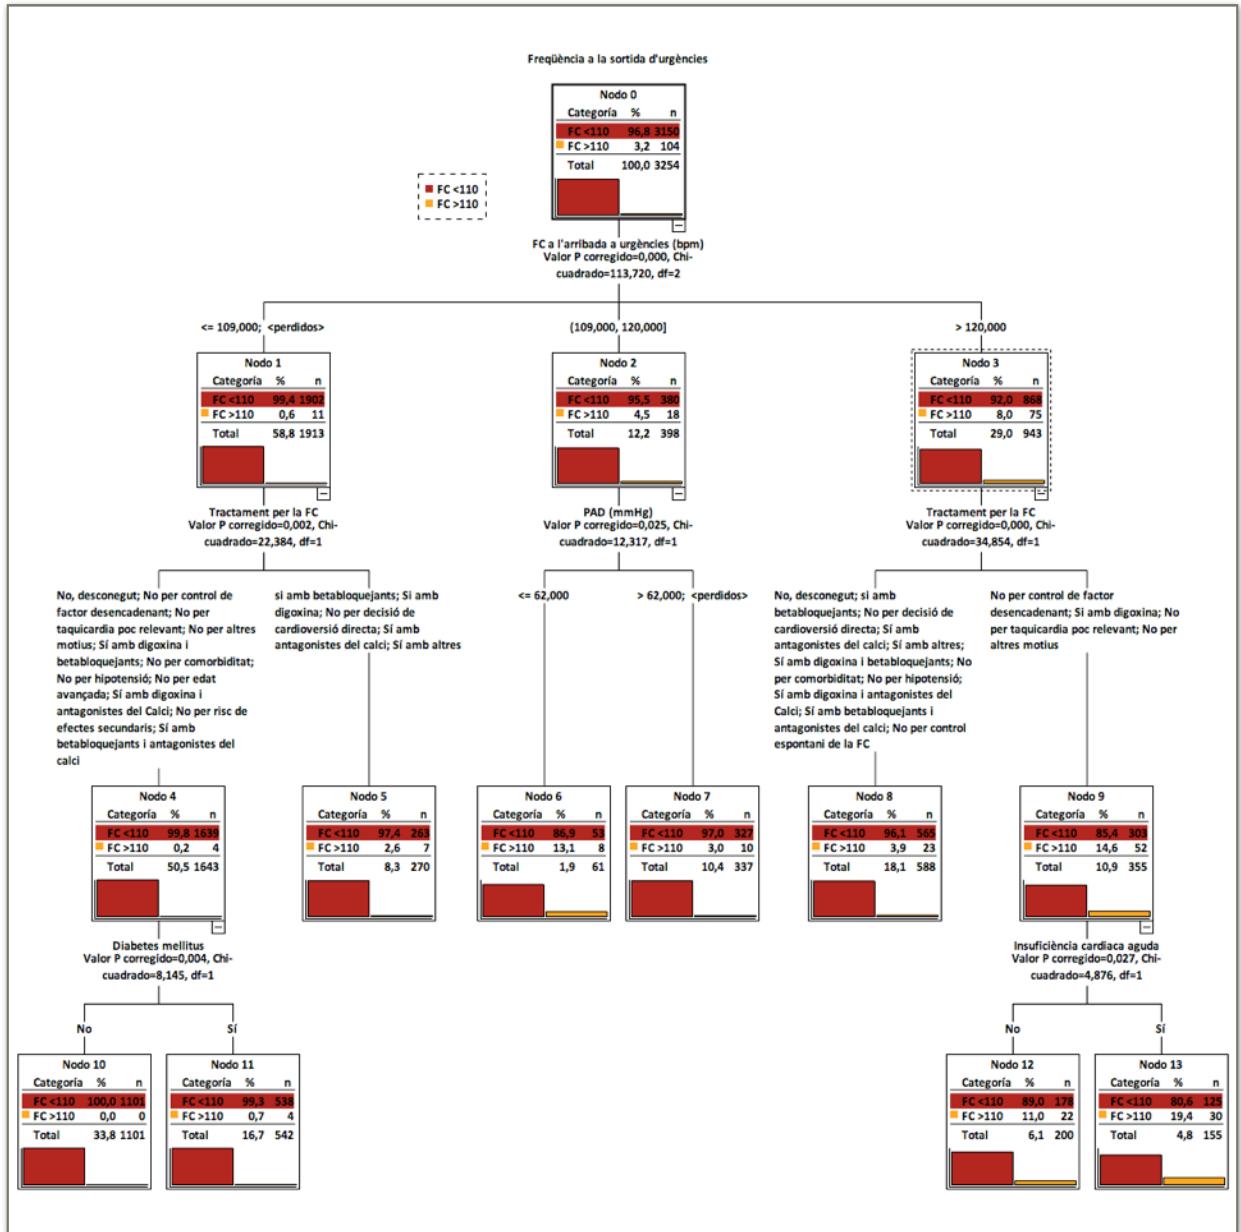 Freqüència a la sortida d'urgències
Nodo 0
Categoría % n
FC <110 96,8 3150
FC >110 3,2 104
Total 100,0 3254
FC <110
FC >110
FC a l'arribada a urgències (bpm)
Valor P corregido=0,000, Chi-
cuadrado=113,720, df=2
<= 109,000; <perdidos>
(109,000, 120,000]
> 120,000
Nodo 1
Categoría % n
FC <110 99,4 1902
FC >110 0,6 11
Total 58,8 1913
Nodo 2
Categoría % n
FC <110 95,5 380
FC >110 4,5 18
Total 12,2 398
Nodo 3
Categoría % n
FC <110 92,0 868
FC >110 8,0 75
Total 29,0 943
Tractament per la FC
Valor P corregido=0,002, Chi-
cuadrado=22,384, df=1
PAD (mmHg)
Valor P corregido=0,025, Chi-
cuadrado=12,317, df=1
Tractament per la FC
Valor P corregido=0,000, Chi-
cuadrado=34,854, df=1
No, desconegut; No per control de
factor desencadenant; No per
taquicardia poc relevant; No per altres
motius; Sí amb digoxina i
betabloquejants; No per comorbiditat;
No per hipotensió; No per edat
avançada; Sí amb digoxina i
antagonistes del Calci; No per risc de
efectes secundaris; Sí amb
betabloquejants i antagonistes del
calci
si amb betabloquejants; Si amb
digoxina; No per decisió de
cardioversió directa; Sí amb
antagonistes del calci; Sí amb altres
<= 62,000
> 62,000; <perdidos>
No, desconegut; si amb
betabloquejants; No per decisió de
cardioversió directa; Sí amb
antagonistes del calci; Sí amb altres;
Sí amb digoxina i betabloquejants; No
per comorbiditat; No per hipotensió;
Sí amb digoxina i antagonistes del
Calci; Sí amb betabloquejants i
antagonistes del calci; No per control
espontani de la FC
No per control de factor
desencadenant; Si amb digoxina; No
per taquicardia poc relevant; No per
altres motius
Nodo 4
Categoría % n
FC <110 99,8 1639
FC >110 0,2 4
Total 50,5 1643
Nodo 5
Categoría % n
FC <110 97,4 263
FC >110 2,6 7
Total 8,3 270
Nodo 6
Categoría % n
FC <110 86,9 53
FC >110 13,1 8
Total 1,9 61
Nodo 7
Categoría % n
FC <110 97,0 327
FC >110 3,0 10
Total 10,4 337
Nodo 8
Categoría % n
FC <110 96,1 565
FC >110 3,9 23
Total 18,1 588
Nodo 9
Categoría % n
FC <110 85,4 303
FC >110 14,6 52
Total 10,9 355
Diabetes mellitus
Valor P corregido=0,004, Chi-
cuadrado=8,145, df=1
Insuficiència cardiaca aguda
Valor P corregido=0,027, Chi-
cuadrado=4,876, df=1
No
Sí
No
Sí
Nodo 10
Categoría % n
FC <110 100,0 1101
FC >110 0,0 0
Total 33,8 1101
Nodo 11
Categoría % n
FC <110 99,3 538
FC >110 0,7 4
Total 16,7 542
Nodo 12
Categoría % n
FC <110 89,0 178
FC >110 11,0 22
Total 6,1 200
Nodo 13
Categoría % n
FC <110 80,6 125
FC >110 19,4 30
Total 4,8 155